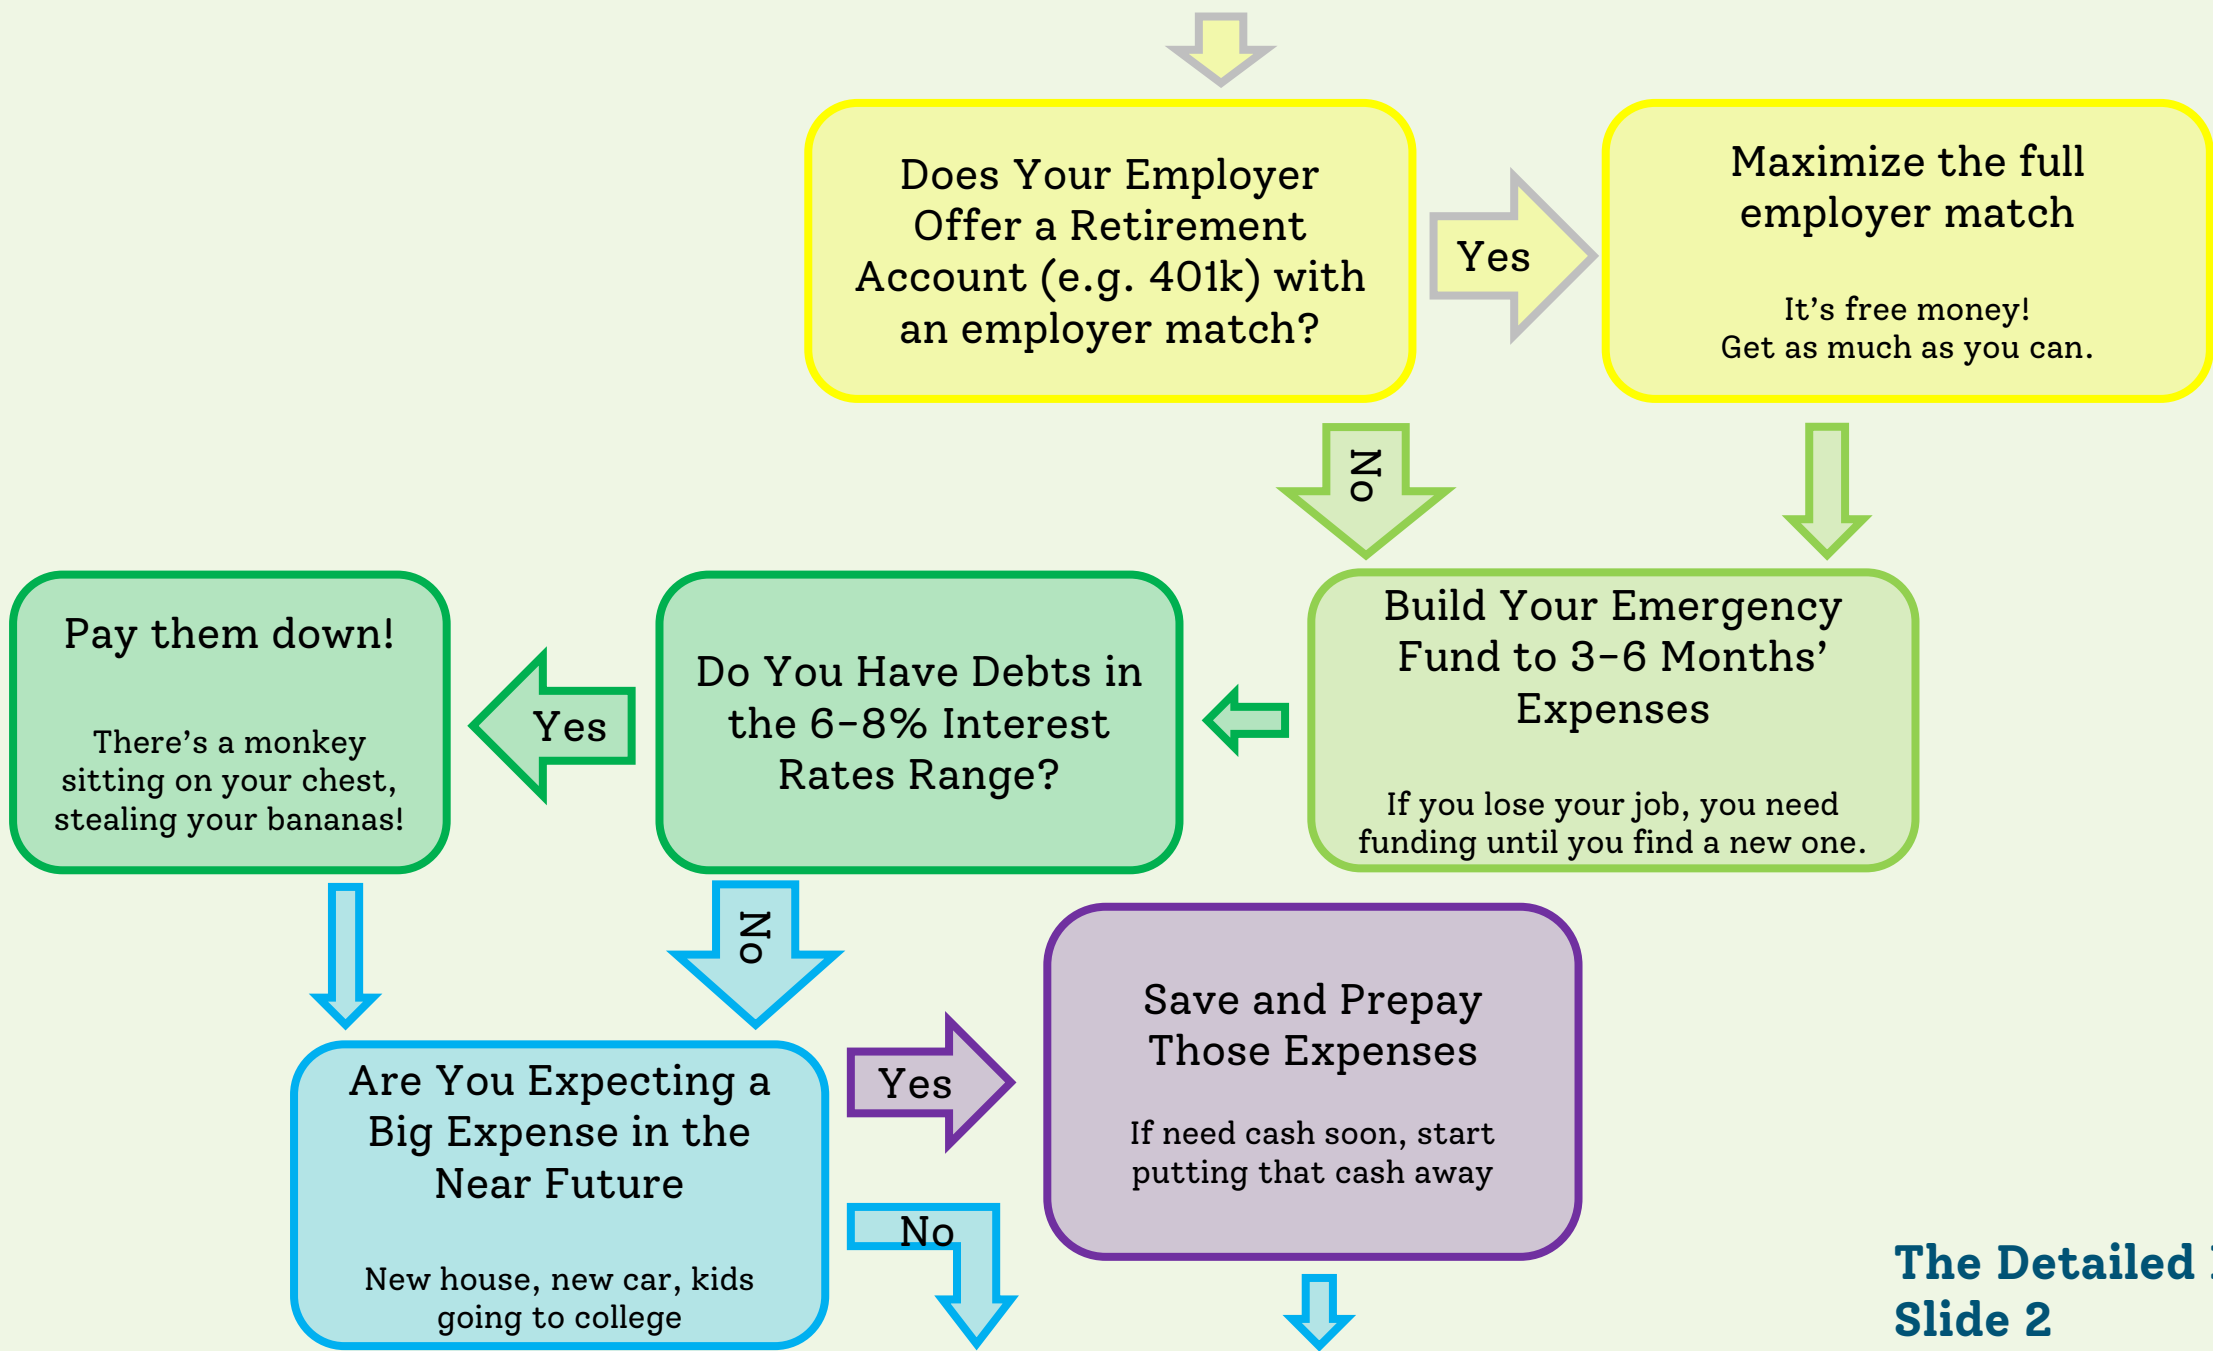 Does Your Employer
Offer a Retirement
Account (e.g. 401k) with
an employer match?
Yes
Maximize the full
employer match
It's free money!
Get as much as you can.
No
Build Your Emergency
Fund to 3-6 Months'
Expenses
If you lose your job, you need
funding until you find a new one.
Do You Have Debts in
the 6-8% Interest
Rates Range?
Yes
Pay them down!
There's a monkey
sitting on your chest,
stealing your bananas!
No
Are You Expecting a
Big Expense in the
Near Future
New house, new car, kids
going to college
Yes
Save and Prepay
Those Expenses
If need cash soon, start
putting that cash away
No
The Detailed
Slide 2